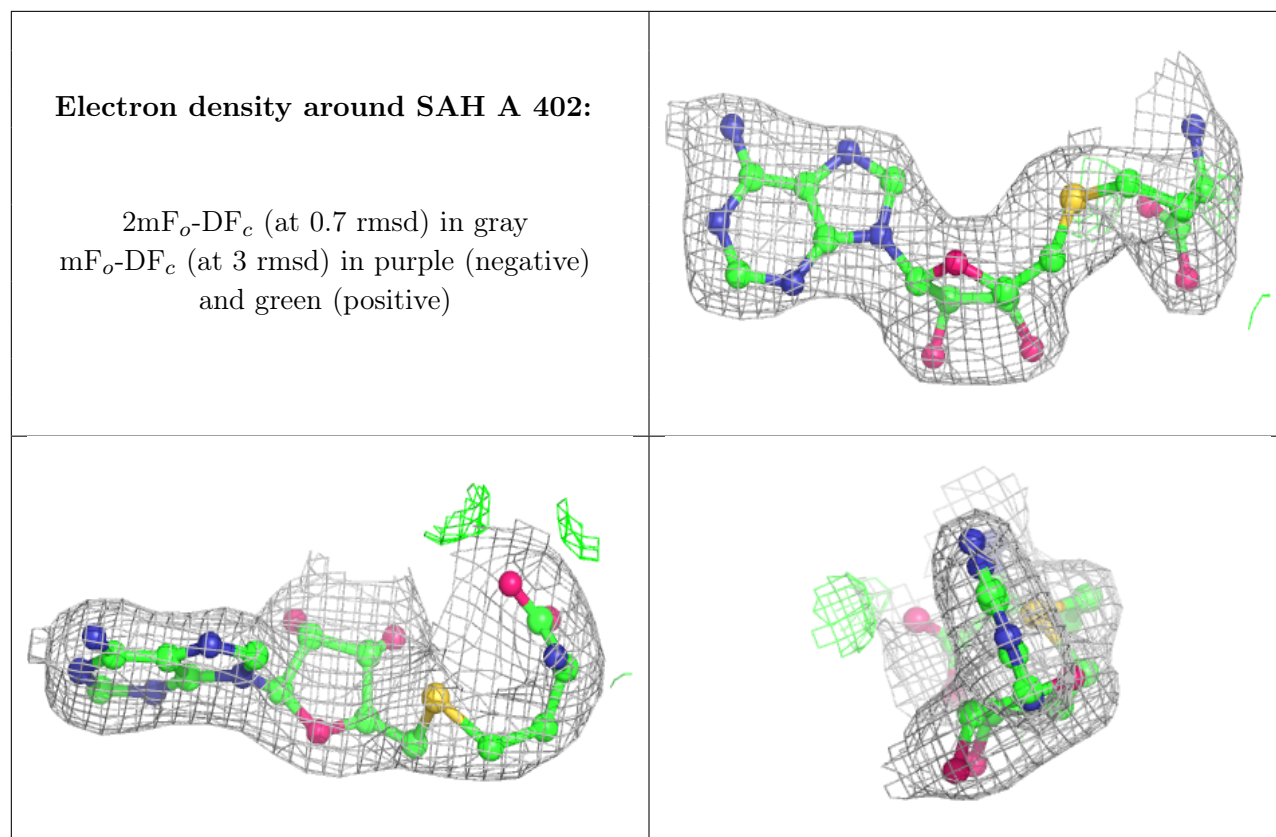 Electron density around SAH A 402:
2mFo-DFc (at 0.7 rmsd) in gray
mFo-DFc (at 3 rmsd) in purple (negative)
and green (positive)